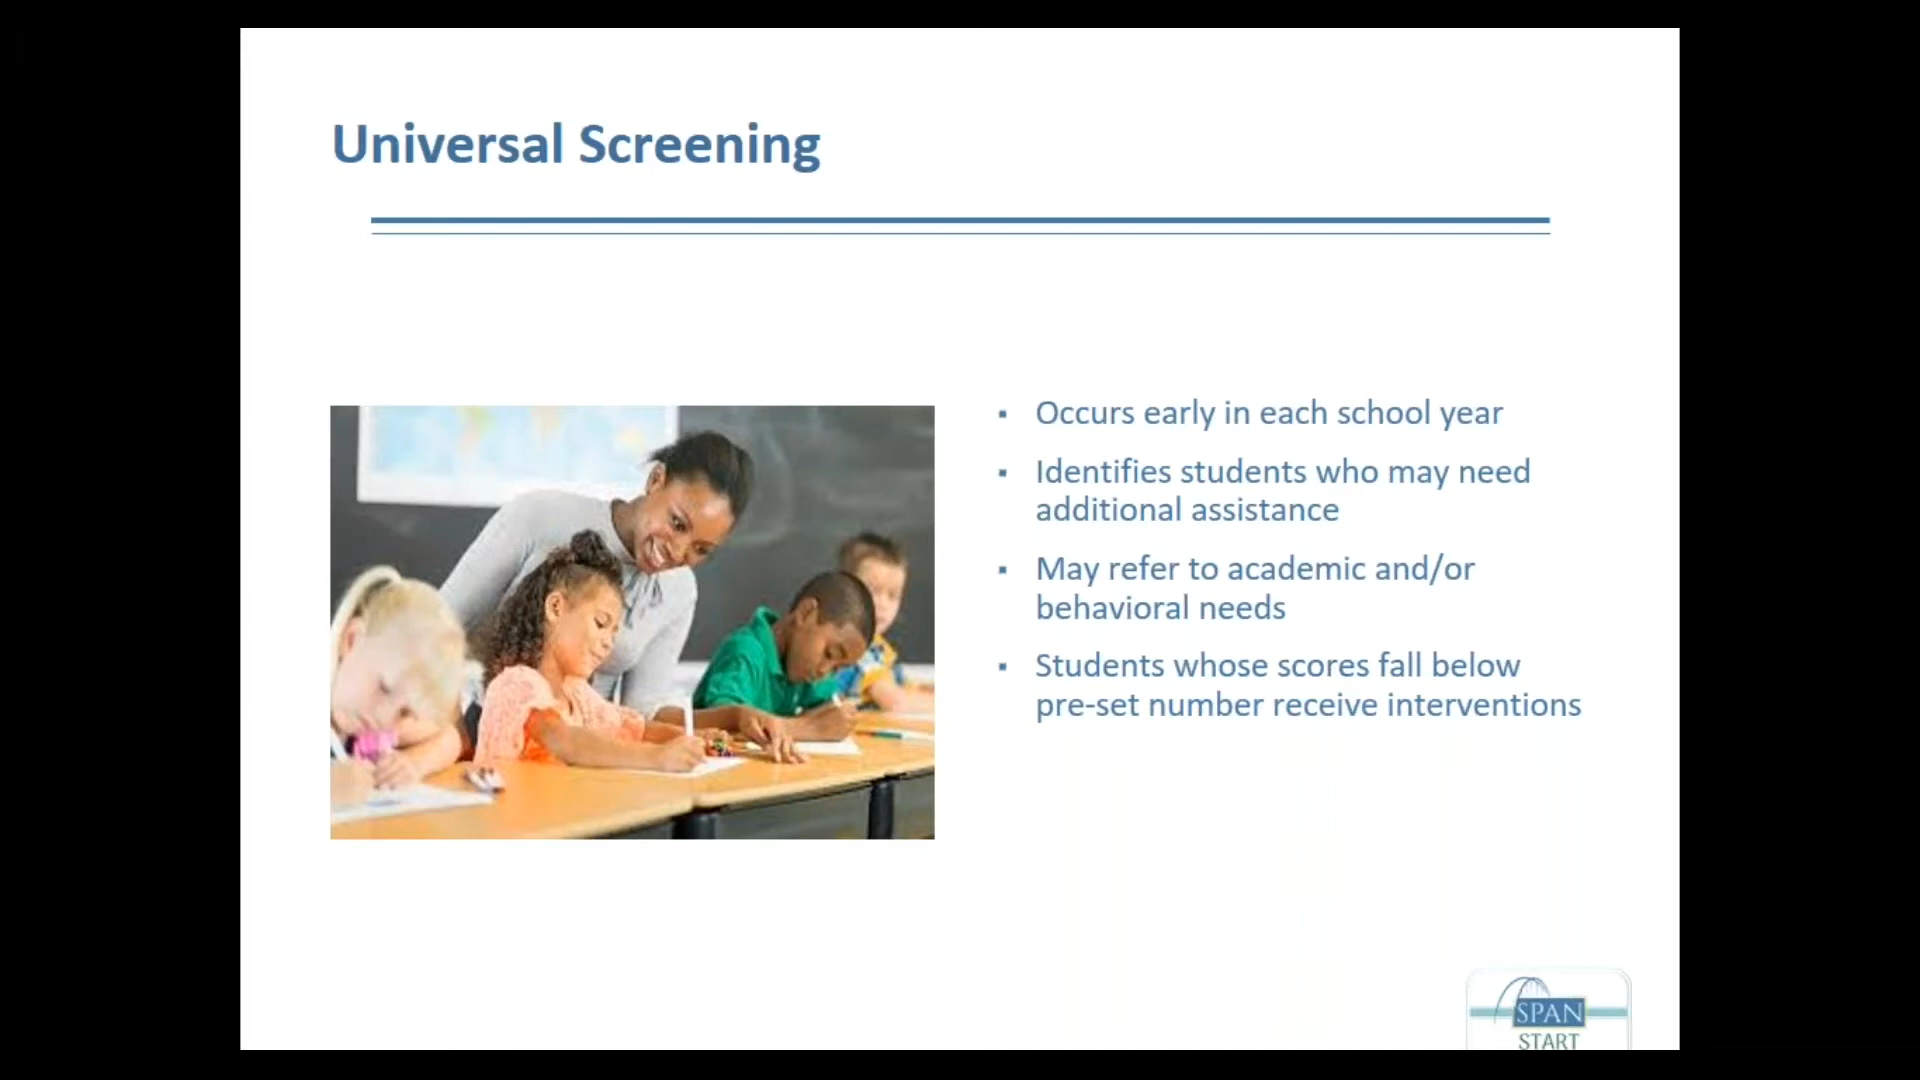 Universal Screening
▪ Occurs early in each school year
▪ Identifies students who may need
additional assistance
▪ May refer to academic and/or
behavioral needs
▪ Students whose scores fall below
pre-set number receive interventions
SPAN
START